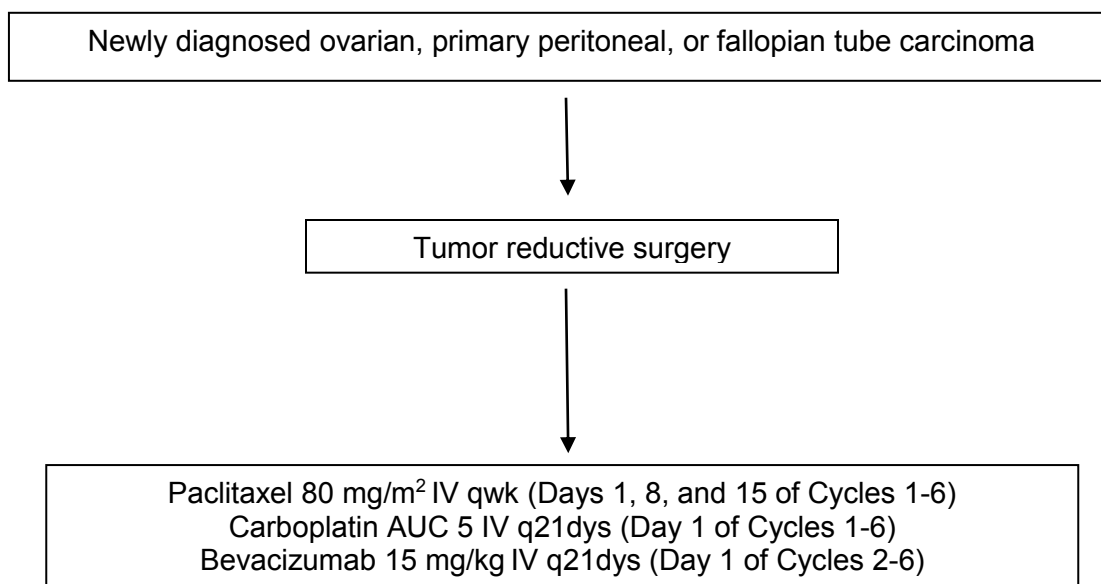 Newly diagnosed ovarian, primary peritoneal, or fallopian tube carcinoma
Tumor reductive surgery
Paclitaxel 80 mg/m² IV qwk (Days 1, 8, and 15 of Cycles 1-6)
Carboplatin AUC 5 IV q21dys (Day 1 of Cycles 1-6)
Bevacizumab 15 mg/kg IV q21dys (Day 1 of Cycles 2-6)